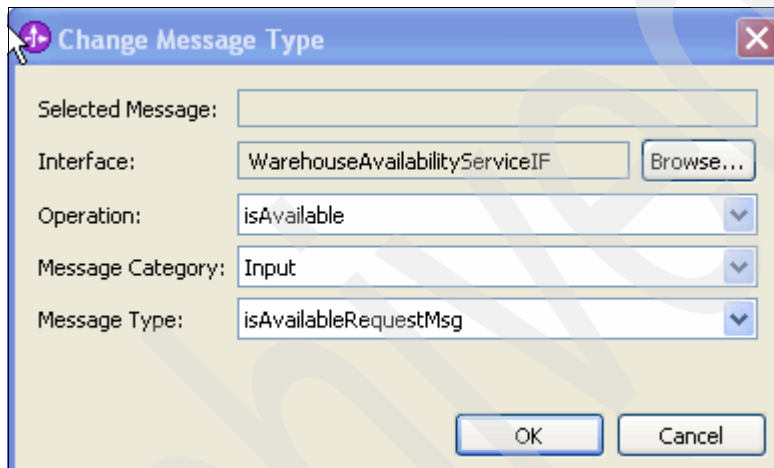 Change Message Type
Selected Message:
Interface: WarehouseAvailabilityServiceIF Browse...
Operation: isAvailable
Message Category: Input
Message Type: isAvailableRequestMsg
OK Cancel